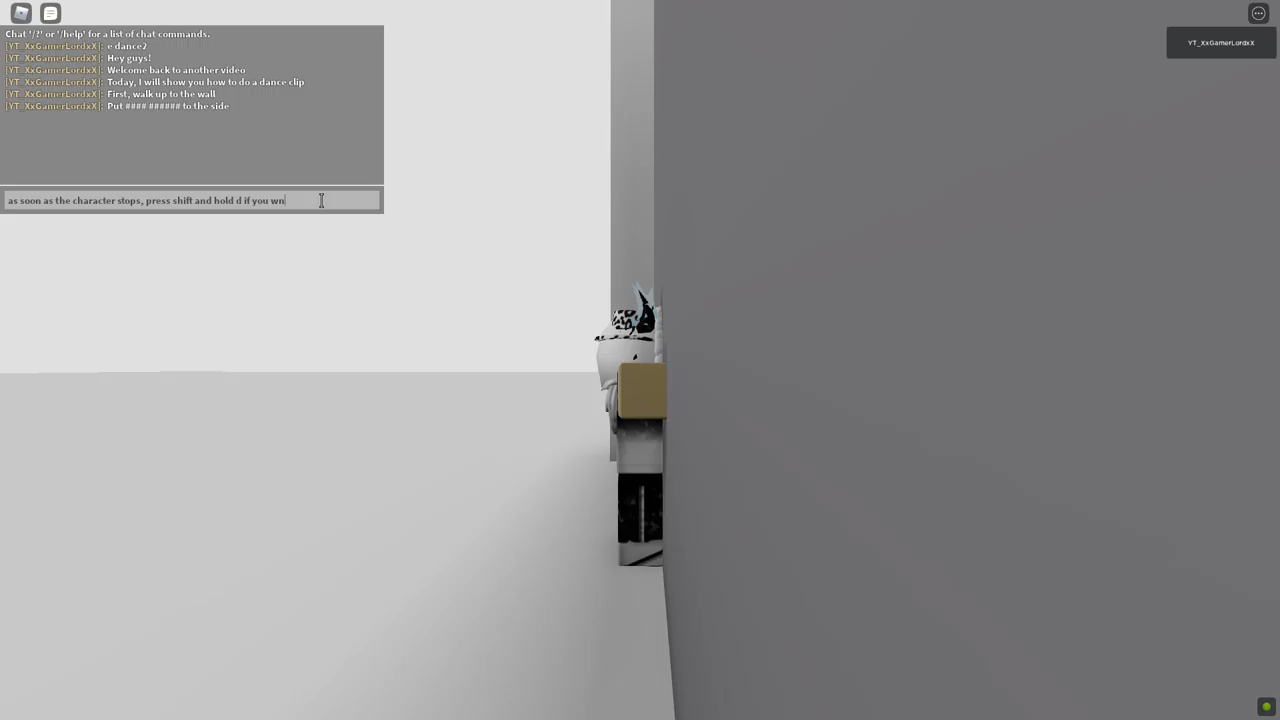 Chat '/?' or '/help' for a list of chat commands.
[YT_XxGamerLordxX]: e dance2
[YT_XxGamerLordxX]: Hey guys!
[YT_XxGamerLordxX]: Welcome back to another video
[YT_XxGamerLordxX]: Today, I will show you how to do a dance clip
[YT_XxGamerLordxX]: First, walk up to the wall
[YT_XxGamerLordxX]: Put #### ###### to the side
as soon as the character stops, press shift and hold d if you wn
YT_XxGamerLordxX